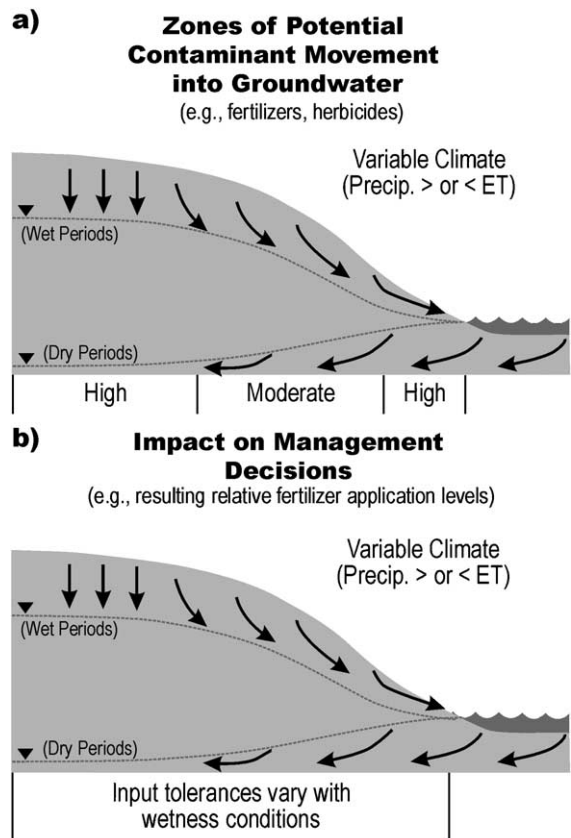 a)
Zones of Potential
Contaminant Movement
into Groundwater
(e.g., fertilizers, herbicides)
Variable Climate
(Precip. > or < ET)
(Wet Periods)
(Dry Periods)
High
Moderate
High
b)
Impact on Management
Decisions
(e.g., resulting relative fertilizer application levels)
Variable Climate
(Precip. > or < ET)
(Wet Periods)
(Dry Periods)
Input tolerances vary with
wetness conditions